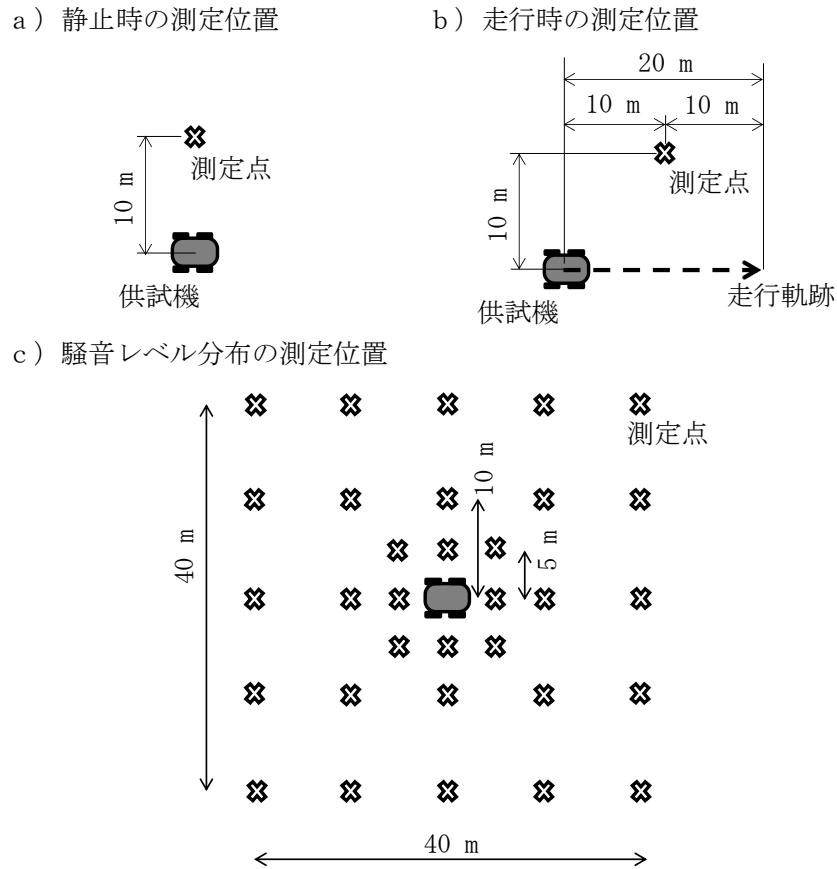 a）静止時の測定位置
b）走行時の測定位置
20 m
10 m
10 m
測定点
10 m
供試機
測定点
10 m
供試機
走行軌跡
c）騒音レベル分布の測定位置
測定点
10 m
5 m
40 m
40 m